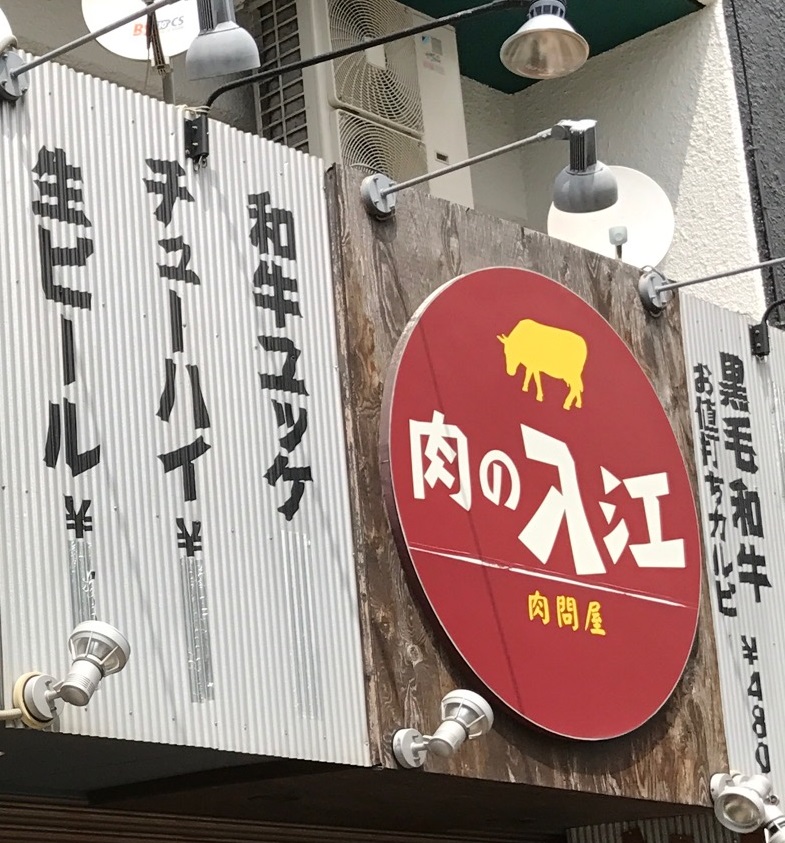 和牛ユッケ
チューハイ¥
生ビール¥
肉の入江
肉問屋
黒毛和牛
お値打ちカルビ ¥480